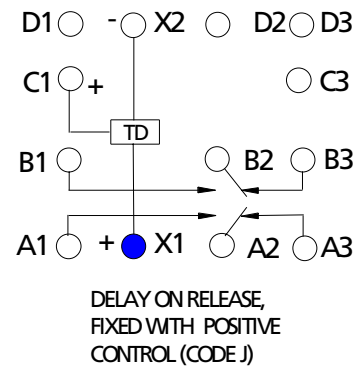 D1 - X2 D2 D3
C1 + C3
TD
B1 B2 B3
A1 + X1 A2 A3
DELAY ON RELEASE,
FIXED WITH POSITIVE
CONTROL (CODE J)